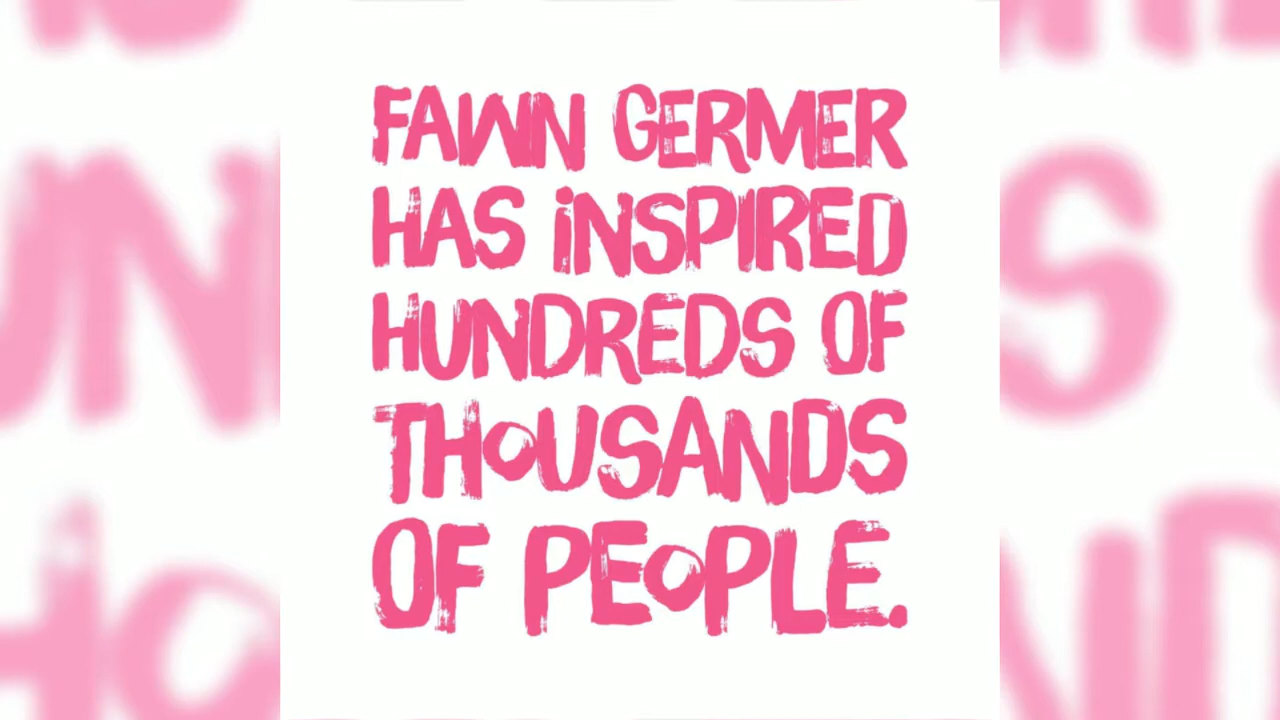 FAWN GERMER
HAS iNSPIRED
HUNDREDS OF
THOUSANDS
OF PEOPLE.